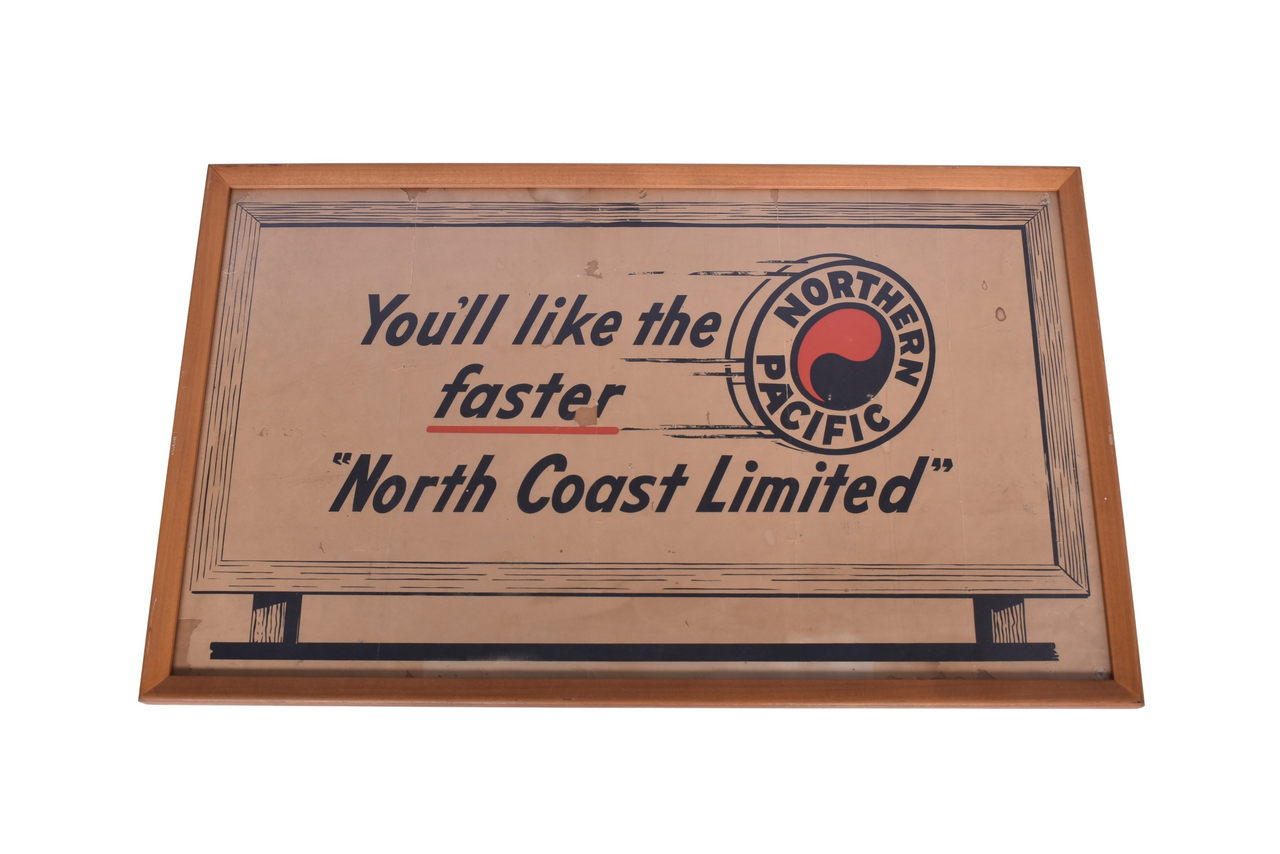 You'll like the
faster
"North Coast Limited"
NORTHERN
PACIFIC